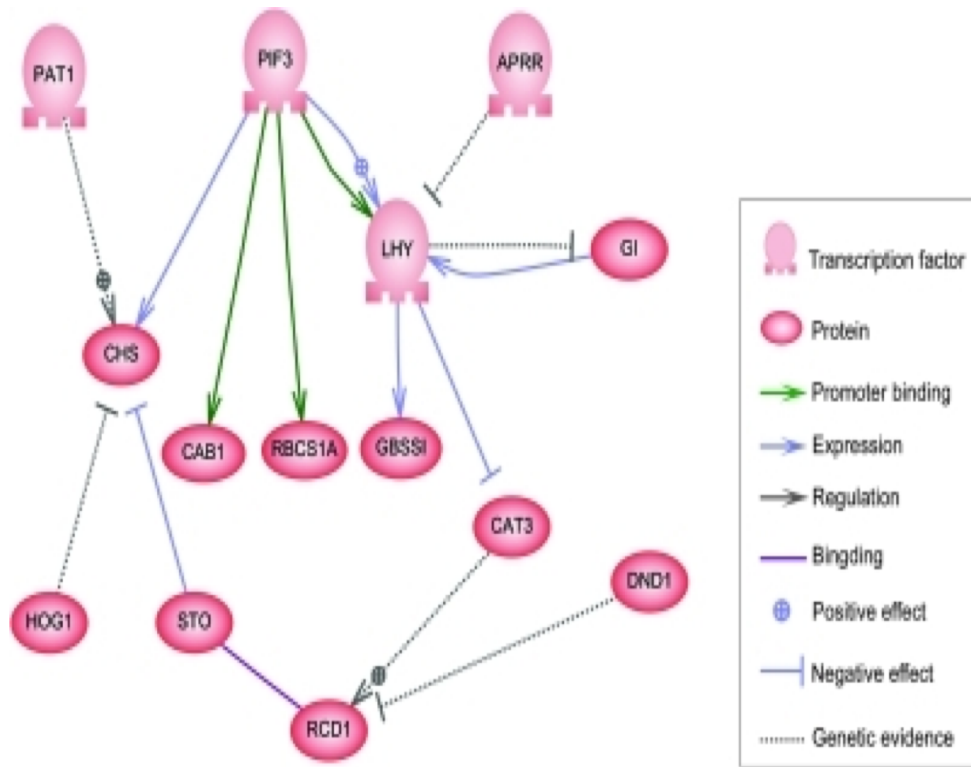 PAT1
PIF3
APRR
LHY
GI
CHS
CAB1
RBCS1A
GBSSI
CAT3
DND1
HOG1
STO
RCD1
Transcription factor
Protein
Promoter binding
Expression
Regulation
Bingding
Positive effect
Negative effect
Genetic evidence